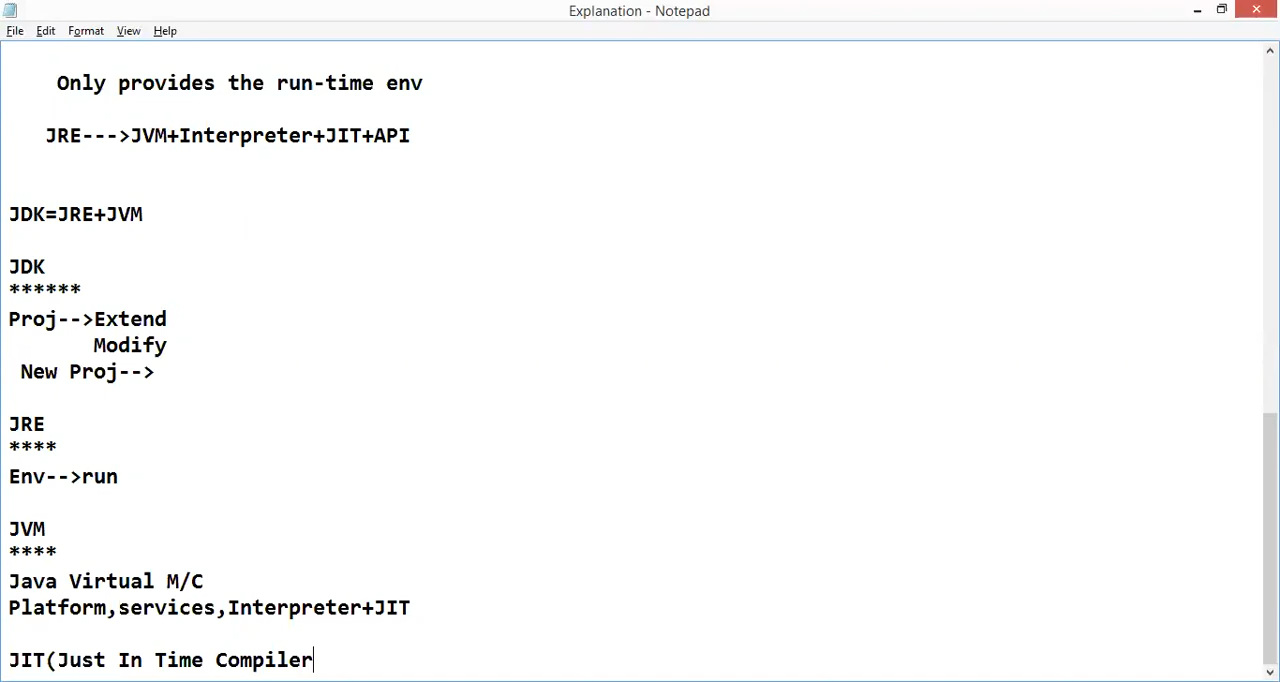 Explanation - Notepad
File Edit Format View Help
Only provides the run-time env
JRE--->JVM+Interpreter+JIT+API
JDK=JRE+JVM
JDK
******
Proj-->Extend
Modify
New Proj-->
JRE
****
Env-->run
JVM
****
Java Virtual M/C
Platform,services,Interpreter+JIT
JIT(Just In Time Compiler